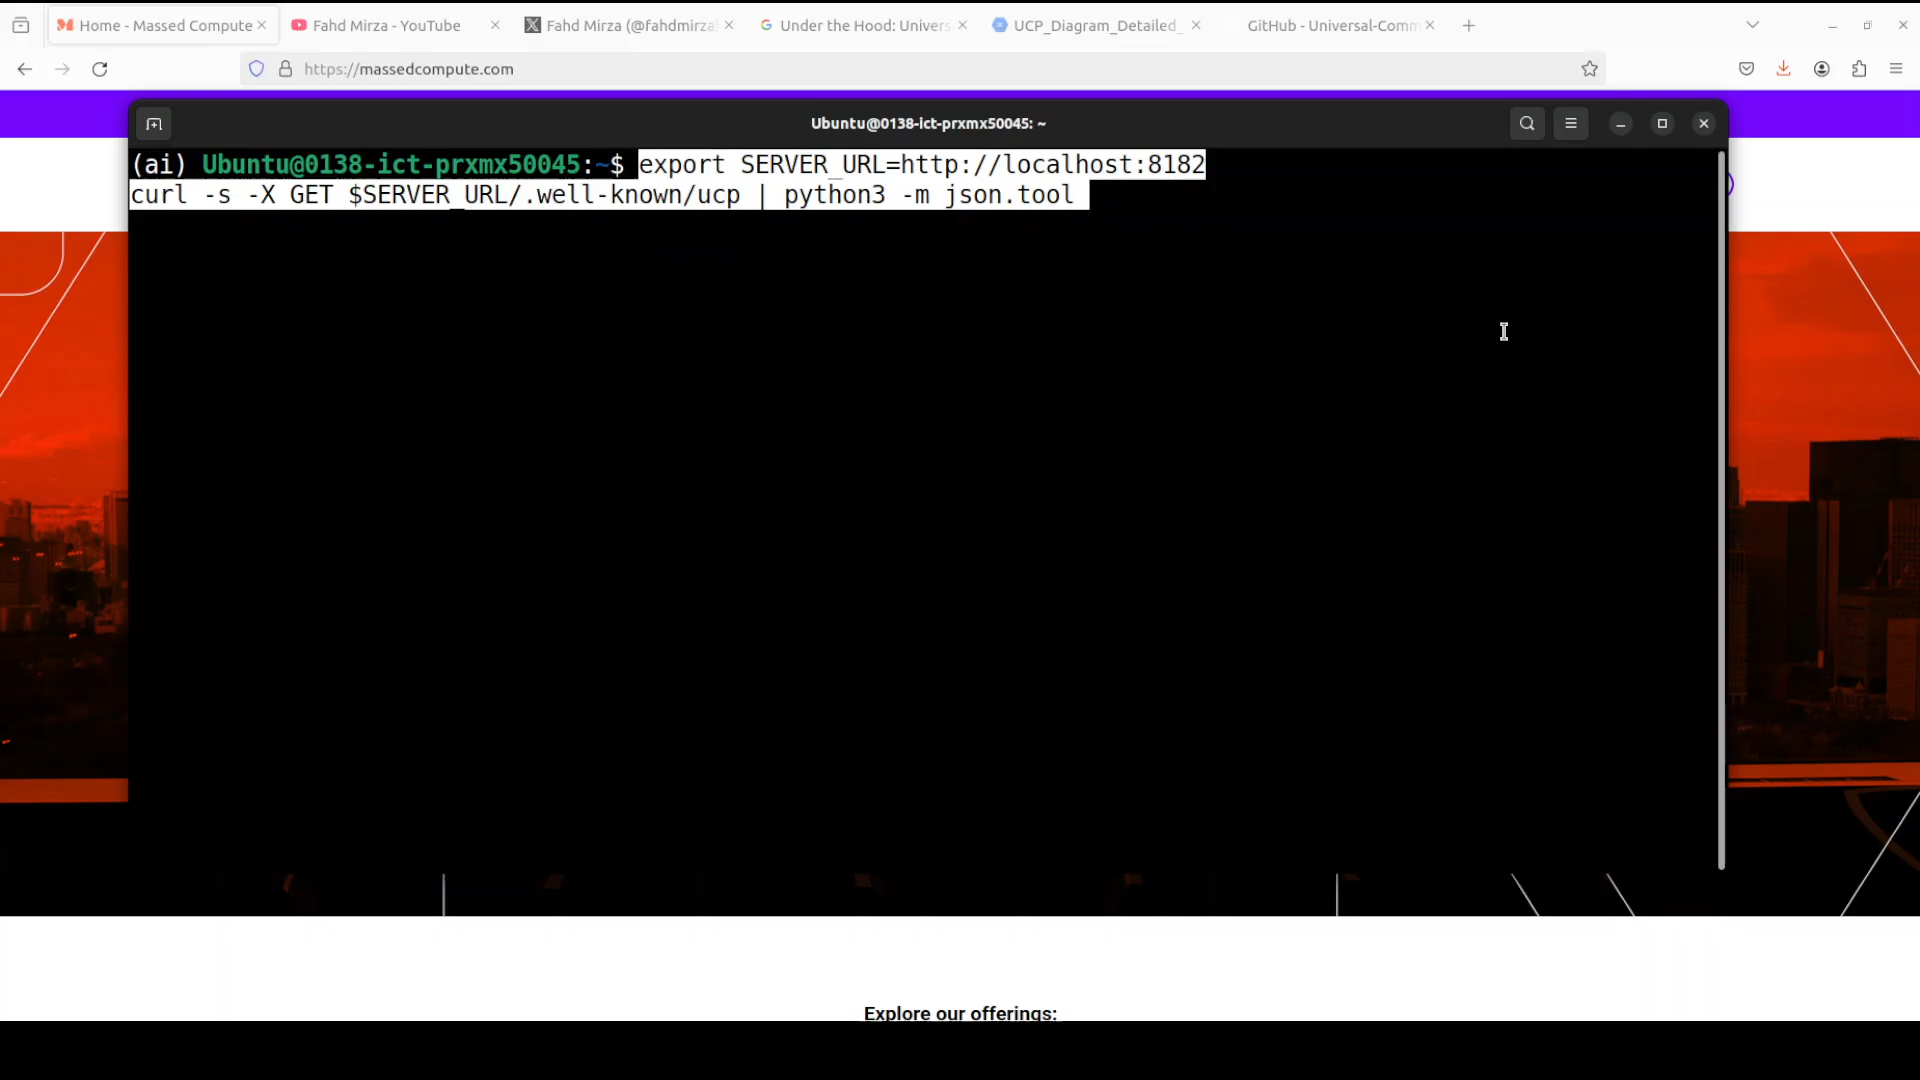 Home - Massed Compute
Fahd Mirza - YouTube
Fahd Mirza (@fahdmirza)
Under the Hood: Univers
UCP_Diagram_Detailed_
GitHub - Universal-Comm
https://massedcompute.com
Ubuntu@0138-ict-prxmx50045: ~
(ai) Ubuntu@0138-ict-prxmx50045:~$ export SERVER_URL=http://localhost:8182
curl -s -X GET $SERVER_URL/.well-known/ucp | python3 -m json.tool
Explore our offerings: